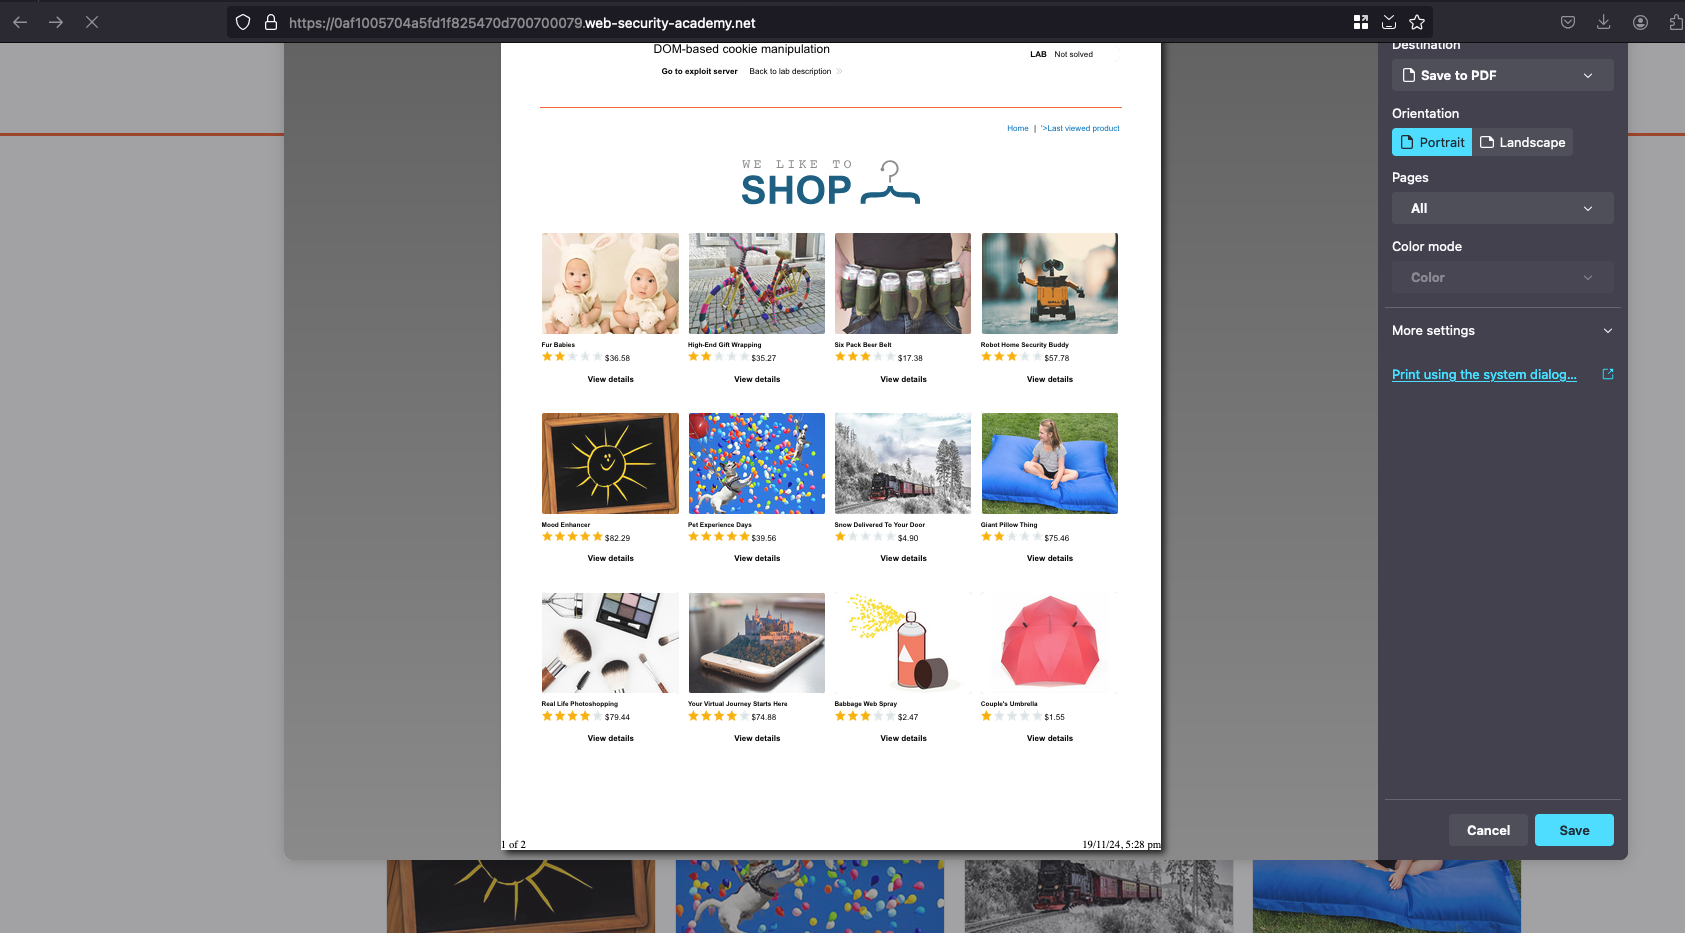 https://0af1005704a5fd1f825470d700700079.web-security-academy.net
DOM-based cookie manipulation
LAB Not solved
Go to exploit server Back to lab description
Home | '>Last viewed product
WE LIKE TO
SHOP
Fur Babies
$36.58
View details
High-End Gift Wrapping
$35.27
View details
Six Pack Beer Belt
$17.38
View details
Robot Home Security Buddy
$57.78
View details
Mood Enhancer
$82.29
View details
Pet Experience Days
$39.56
View details
Snow Delivered To Your Door
$4.90
View details
Giant Pillow Thing
$75.46
View details
Real Life Photoshopping
$79.44
View details
Your Virtual Journey Starts Here
$74.88
View details
Babbage Web Spray
$2.47
View details
Couple's Umbrella
$1.55
View details
1 of 2
19/11/24, 5:28 pm
Destination
Save to PDF
Orientation
Portrait
Landscape
Pages
All
Color mode
Color
More settings
Print using the system dialog...
Cancel
Save